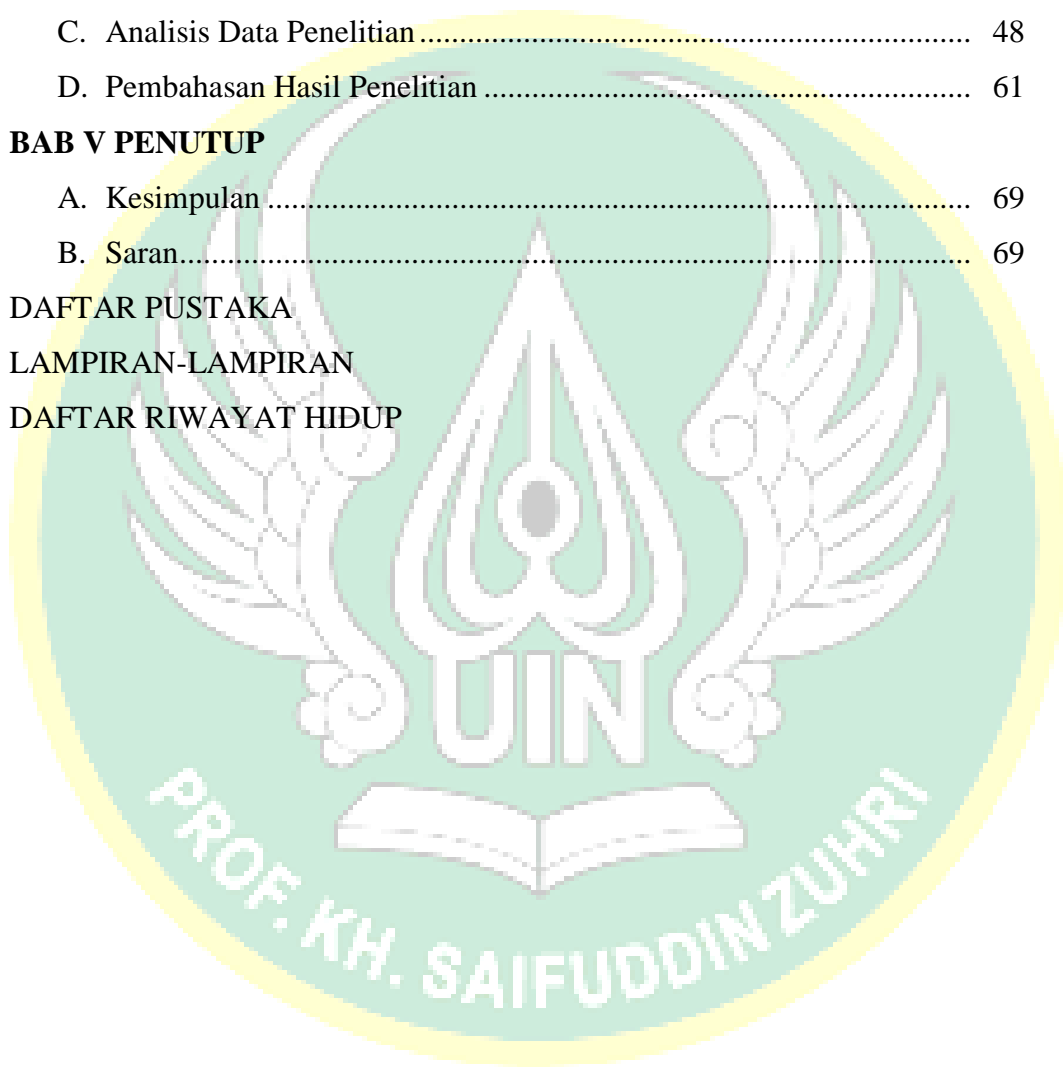 C. Analisis Data Penelitian ........................................................................ 48
D. Pembahasan Hasil Penelitian ................................................................ 61
BAB V PENUTUP
A. Kesimpulan ............................................................................................ 69
B. Saran........................................................................................................ 69
DAFTAR PUSTAKA
LAMPIRAN-LAMPIRAN
DAFTAR RIWAYAT HIDUP
UIN
PROF. KH. SAIFUDDIN ZUHRI